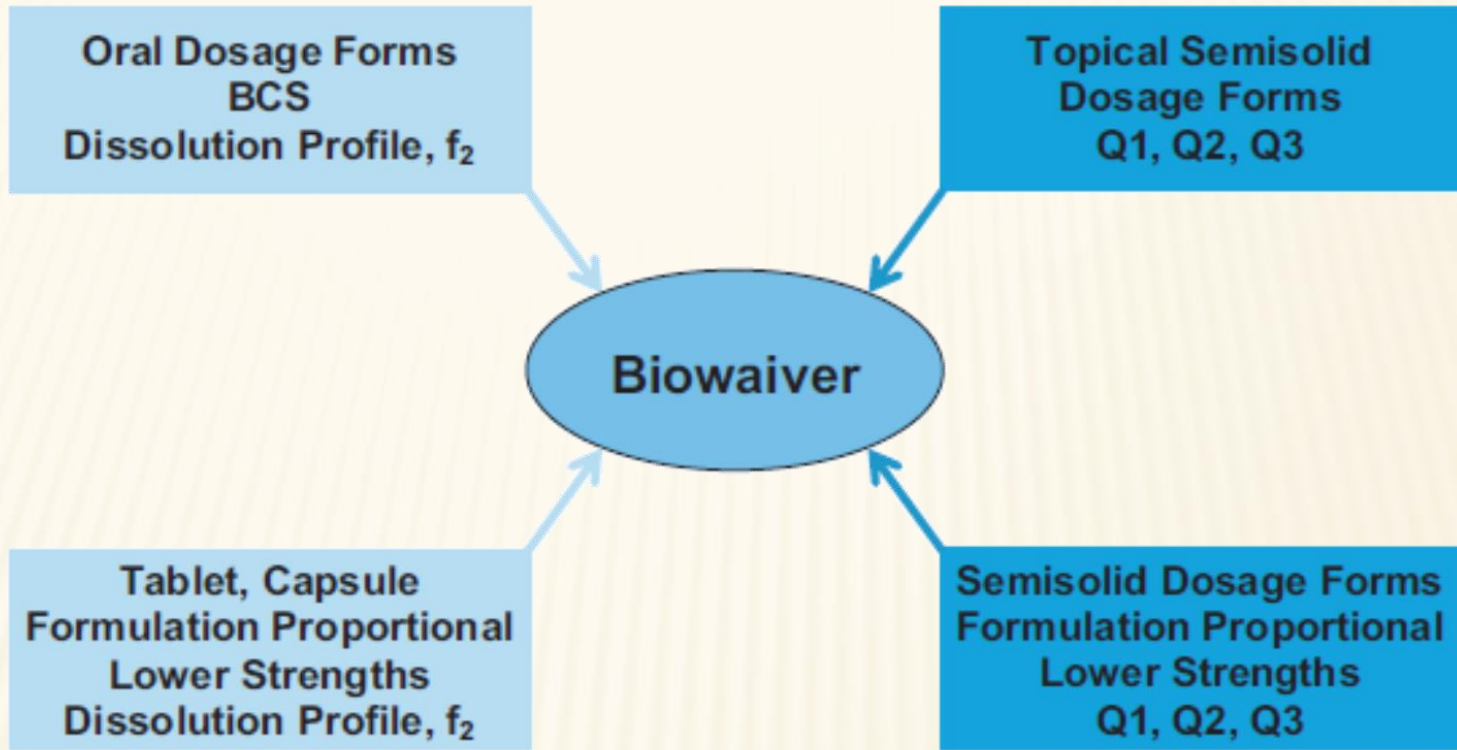 Oral Dosage Forms
BCS
Dissolution Profile, f₂
Topical Semisolid
Dosage Forms
Q1, Q2, Q3
Biowaiver
Tablet, Capsule
Formulation Proportional
Lower Strengths
Dissolution Profile, f₂
Semisolid Dosage Forms
Formulation Proportional
Lower Strengths
Q1, Q2, Q3